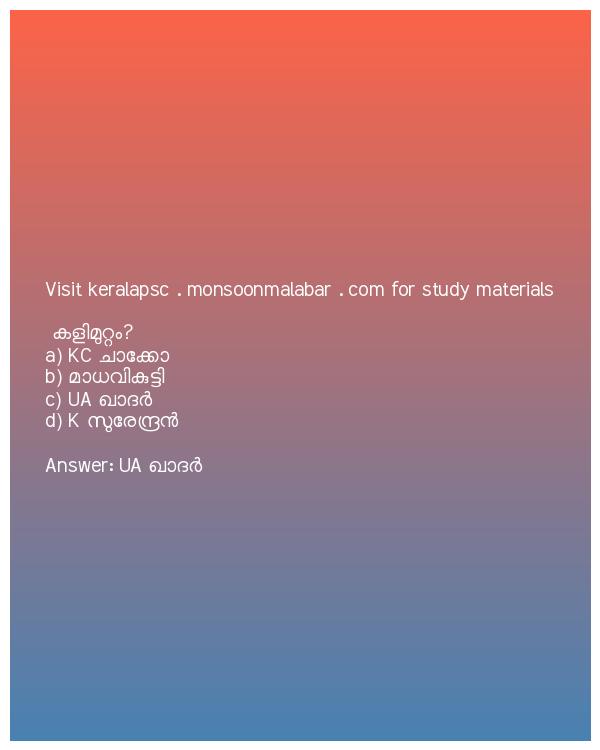 Visit keralapsc . monsoonmalabar . com for study materials
കളിമുറ്റം?
a) KC ചാക്കോ
b) മാധവികുട്ടി
c) UA ഖാദർ
d) K സുരേന്ദ്രൻ
Answer: UA ഖാദർ